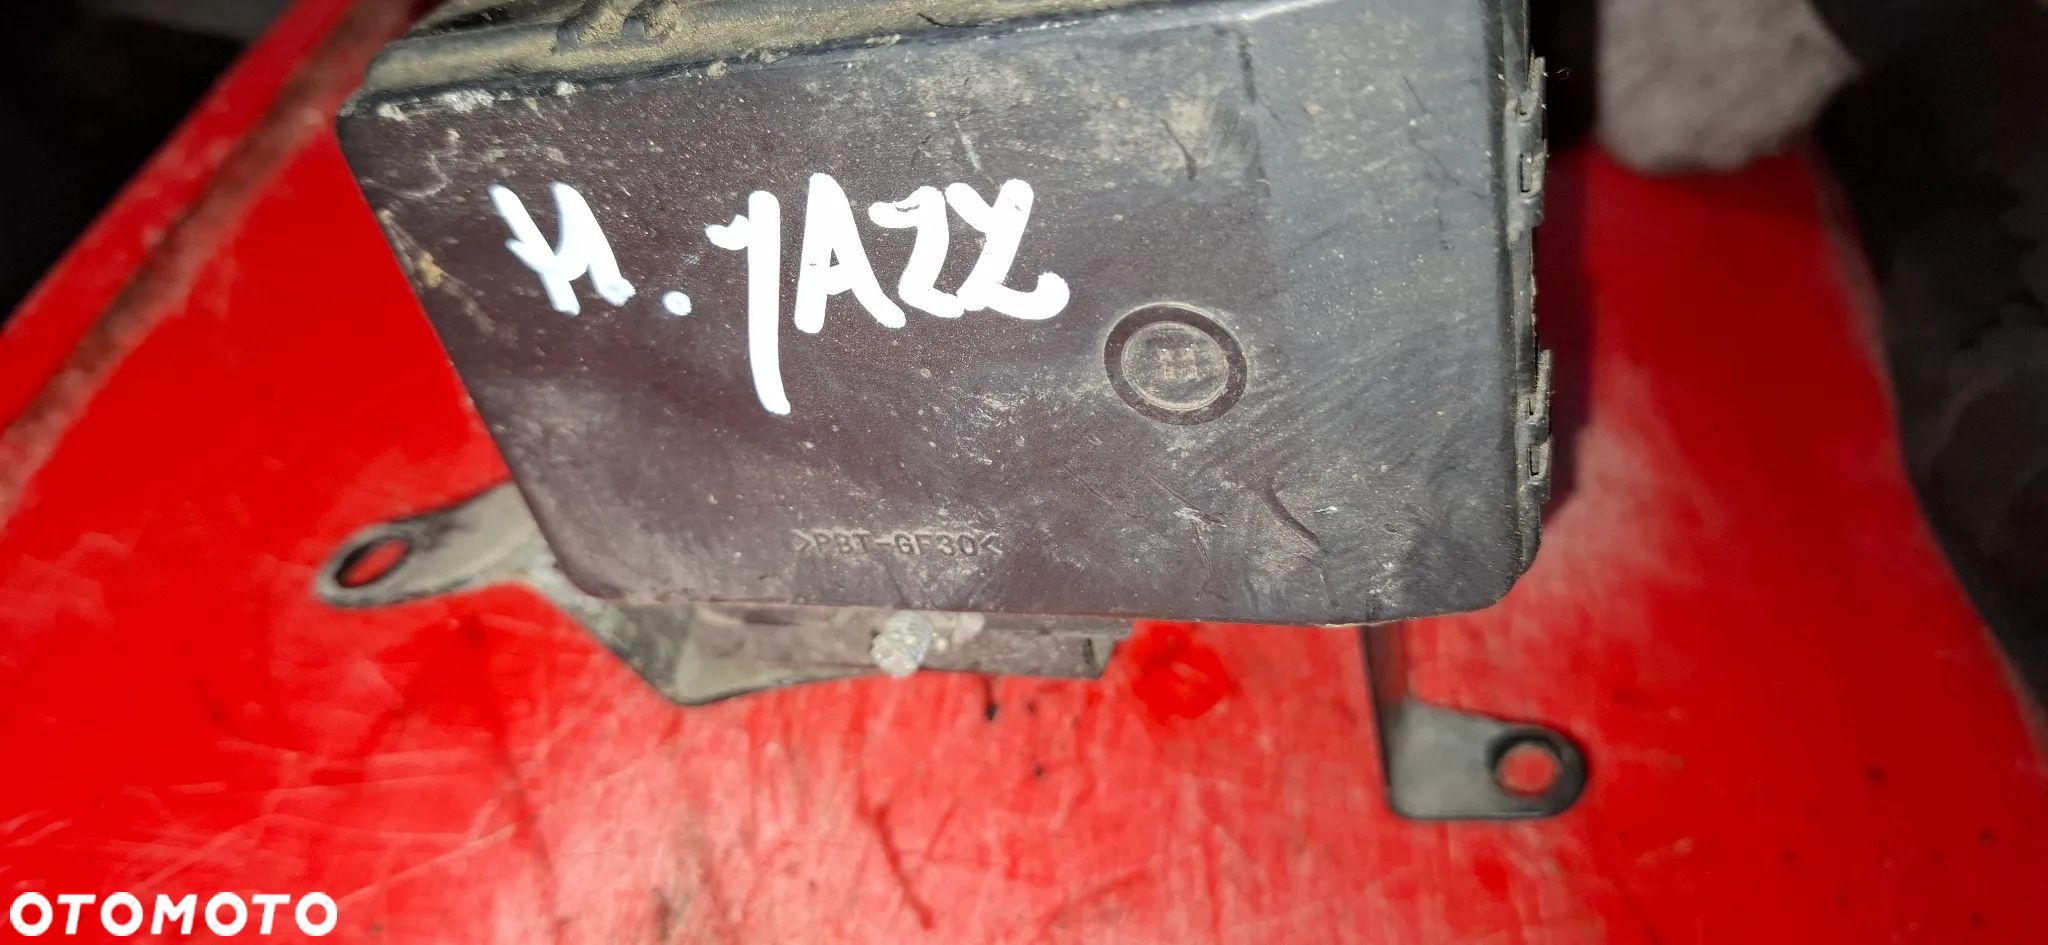 H. JAZZ
>PBT-GF30<
OTOMOTO